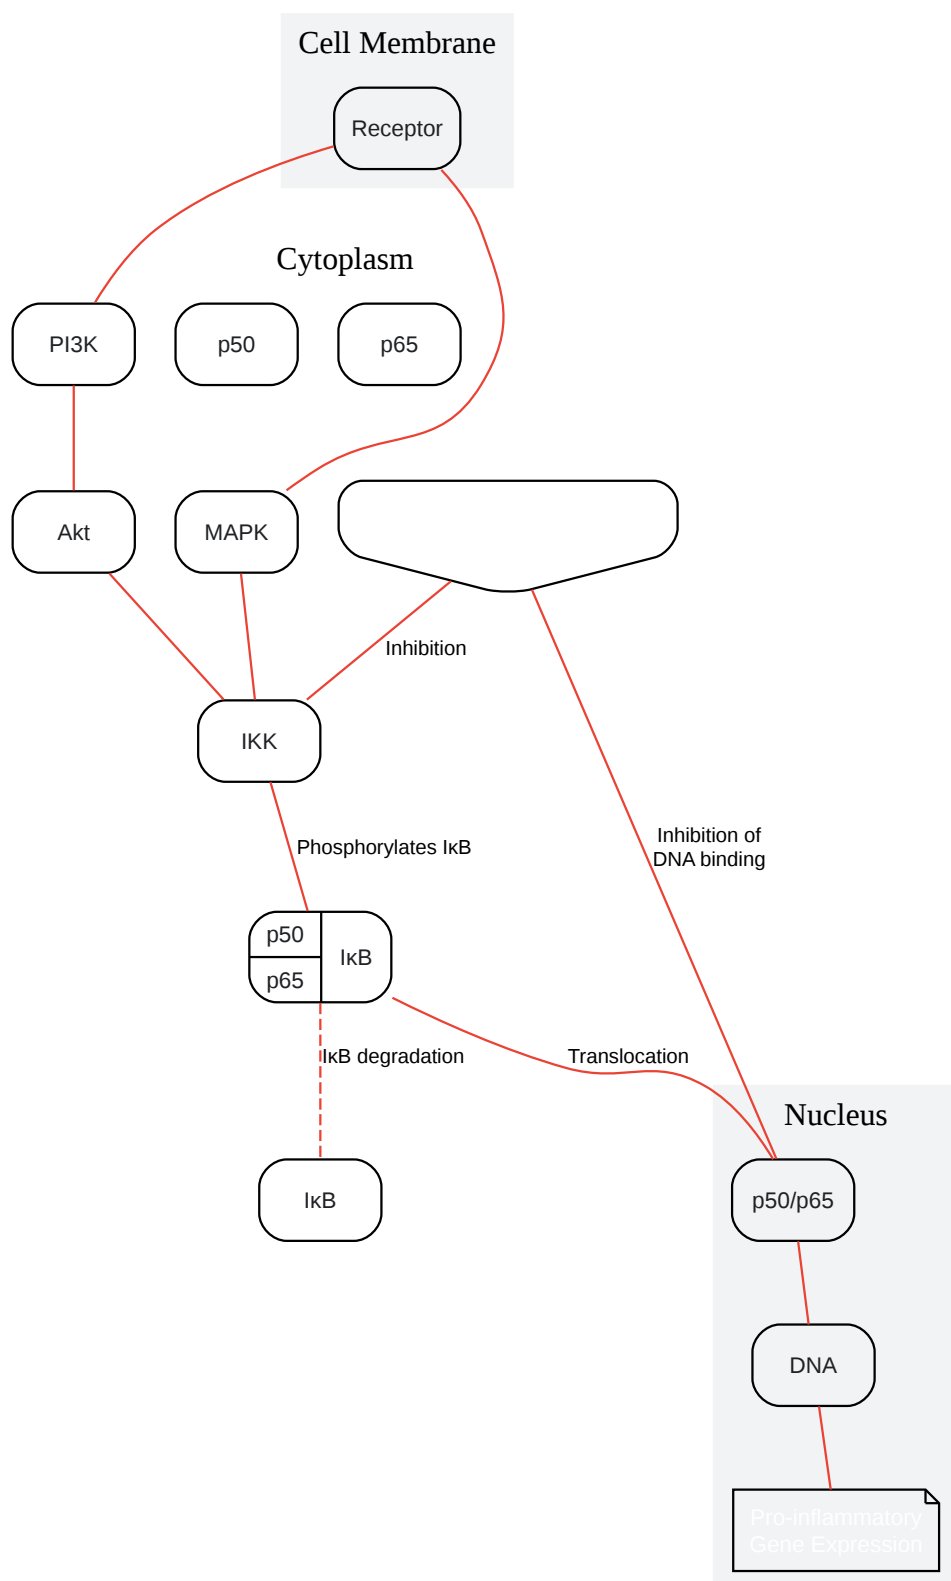 Cell Membrane
Receptor
Cytoplasm
PI3K
p50
p65
Akt
MAPK
Inhibition
IKK
Inhibition of
DNA binding
Phosphorylates IκB
p50
p65
IκB
IκB degradation
Translocation
Nucleus
IκB
p50/p65
DNA
Pro-inflammatory
Gene Expression